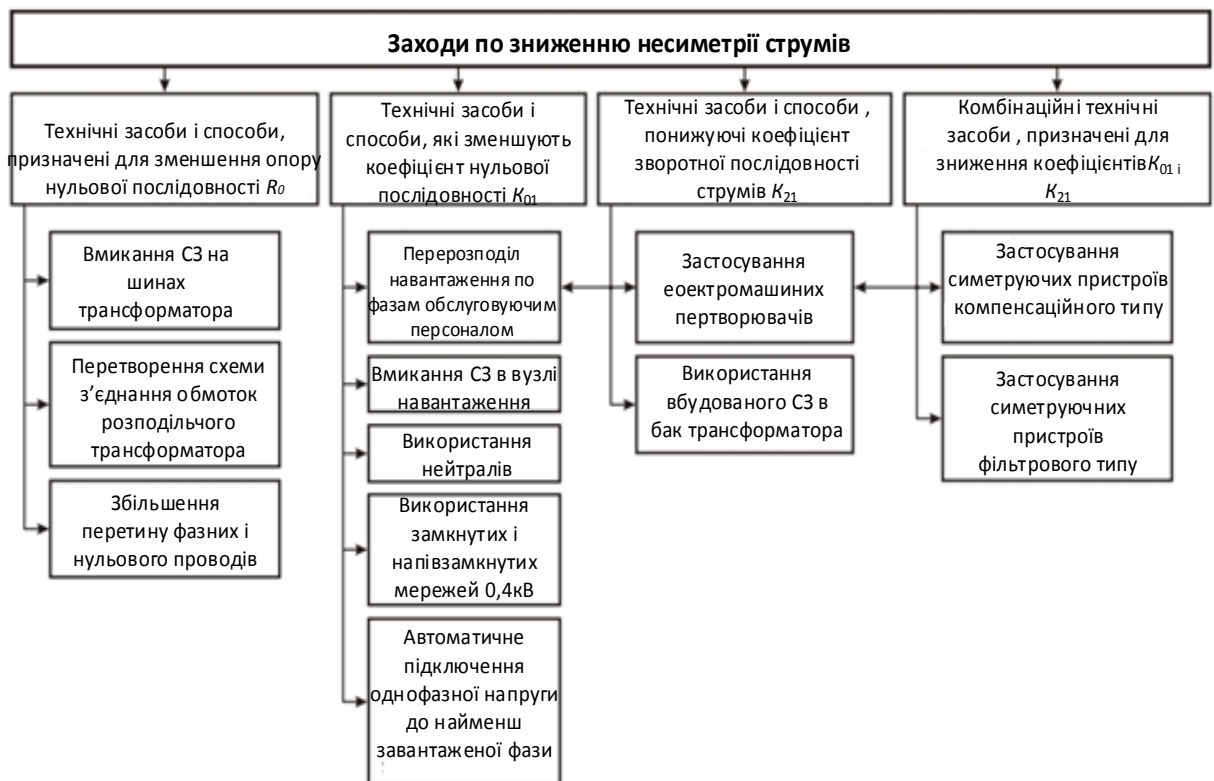 Заходи по зниженню несиметрії струмів
Технічні засоби і способи,
призначені для зменшення опору
нульової послідовності R0
Технічні засоби і
способи, які зменшують
коефіцієнт нульової
послідовності K01
Технічні засоби і способи ,
понижуючі коефіцієнт
зворотної послідовності
струмів K21
Комбінаційні технічні
засоби , призначені для
зниження коефіцієнтівK01 і
K21
Вмикання СЗ на
шинах
трансформатора
Перетворення схеми
з’єднання обмоток
розподільчого
трансформатора
Збільшення
перетину фазних і
нульового проводів
Перерозподіл
навантаження по
фазам обслуговуючим
персоналом
Вмикання СЗ в вузлі
навантаження
Використання
нейтралів
Використання
замкнутих і
напівзамкнутих
мережей 0,4кВ
Автоматичне
підключення
однофазної напруги
до найменш
завантаженої фази
Застосування
еоектромашиних
пертворювачів
Використання
вбудованого СЗ в
бак трансформатора
Застосування
симетруючих пристроїв
компенсаційного типу
Застосування
симетруючних
пристроїв
фільтрового типу